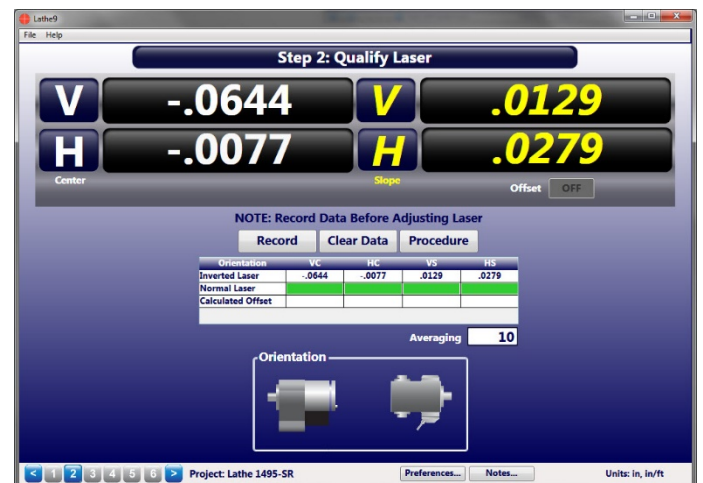 Lathe9
File Help
Step 2: Qualify Laser
V -.0644 V .0129
H -.0077 H .0279
Center Slope Offset OFF
NOTE: Record Data Before Adjusting Laser
Record Clear Data Procedure
Orientation VC HC VS HS
Inverted Laser -.0644 -.0077 .0129 .0279
Normal Laser
Calculated Offset
Averaging 10
Orientation
< 1 2 3 4 5 6 > Project: Lathe 1495-SR Preferences... Notes... Units: in, in/ft